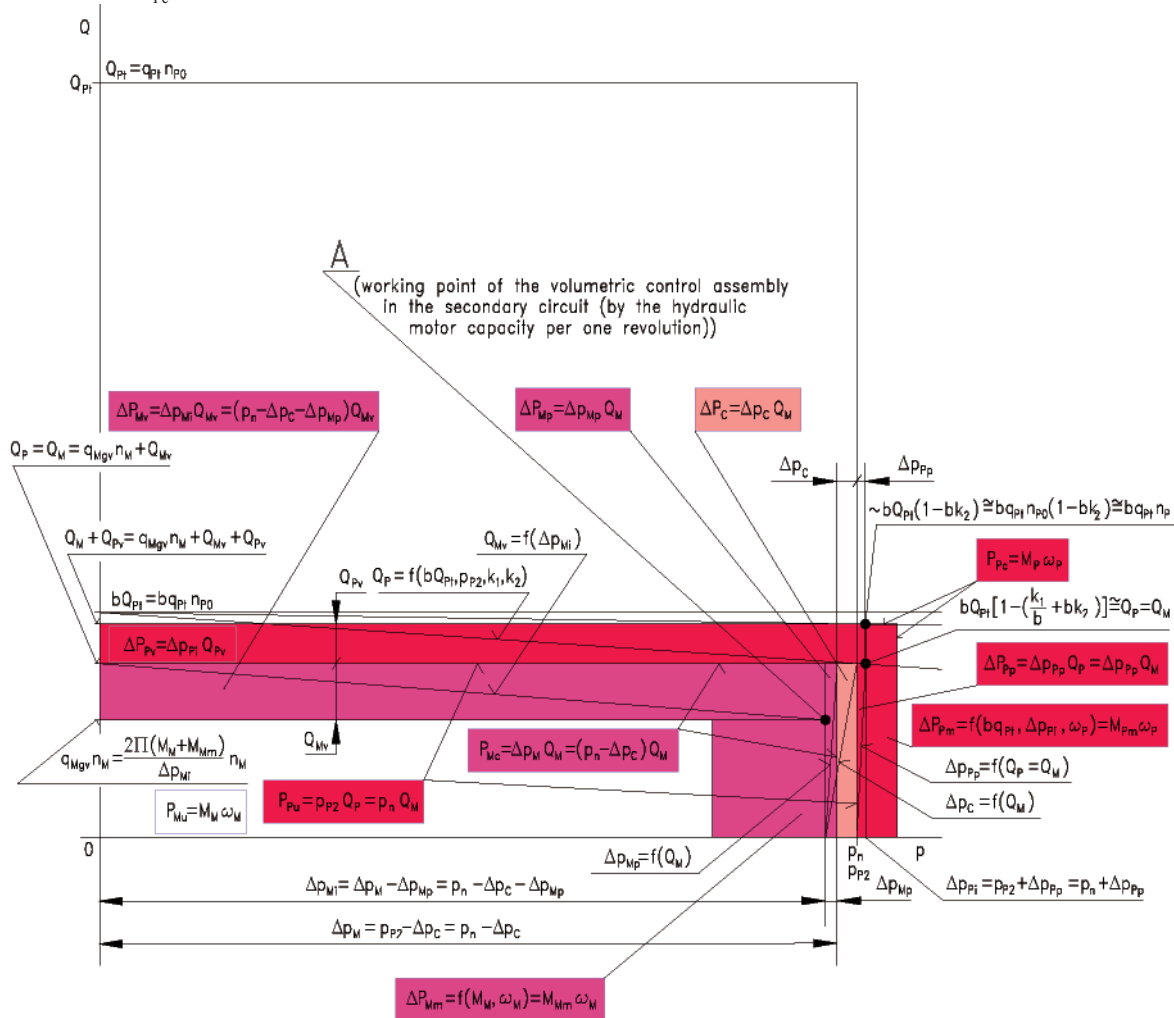 Q
Q_Pt = q_Pt n_P0
Q_Pt
A
(working point of the volumetric control assembly
in the secondary circuit (by the hydraulic
motor capacity per one revolution))
ΔP_Mv = Δp_Mi Q_Mv = (p_n − Δp_C − Δp_Mp) Q_Mv
ΔP_Mp = Δp_Mp Q_M
ΔP_C = Δp_C Q_M
Q_P = Q_M = q_Mgv n_M + Q_Mv
Δp_C
Δp_Pp
~bQ_Pt(1−bk_2) ≅ bq_Pt n_P0(1−bk_2) ≅ bq_Pt n_P
Q_M + Q_Pv = q_Mgv n_M + Q_Mv + Q_Pv
Q_Mv = f(Δp_Mi)
P_Pc = M_P ω_P
Q_Pv
Q_P = f(bQ_Pt, p_P2, k_1, k_2)
bQ_Pt = bq_Pt n_P0
bQ_Pt[1−(k_1/b + bk_2)] ≅ Q_P = Q_M
ΔP_Pv = Δp_Pi Q_Pv
ΔP_Pp = Δp_Pp Q_P = Δp_Pp Q_M
ΔP_Pm = f(bq_Pt, Δp_Pi, ω_P) = M_Pm ω_P
Q_Mv
P_Mc = Δp_M Q_M = (p_n − Δp_C) Q_M
q_Mgv n_M = 2Π(M_M + M_Mm)/Δp_Mi n_M
Δp_Pp = f(Q_P = Q_M)
P_Mu = M_M ω_M
P_Pu = p_P2 Q_P = p_n Q_M
Δp_C = f(Q_M)
0
Δp_Mp = f(Q_M)
p_n
p
p_P2
Δp_Mi = Δp_M − Δp_Mp = p_n − Δp_C − Δp_Mp
Δp_Mp
Δp_Pi = p_P2 + Δp_Pp = p_n + Δp_Pp
Δp_M = p_P2 − Δp_C = p_n − Δp_C
ΔP_Mm = f(M_M, ω_M) = M_Mm ω_M